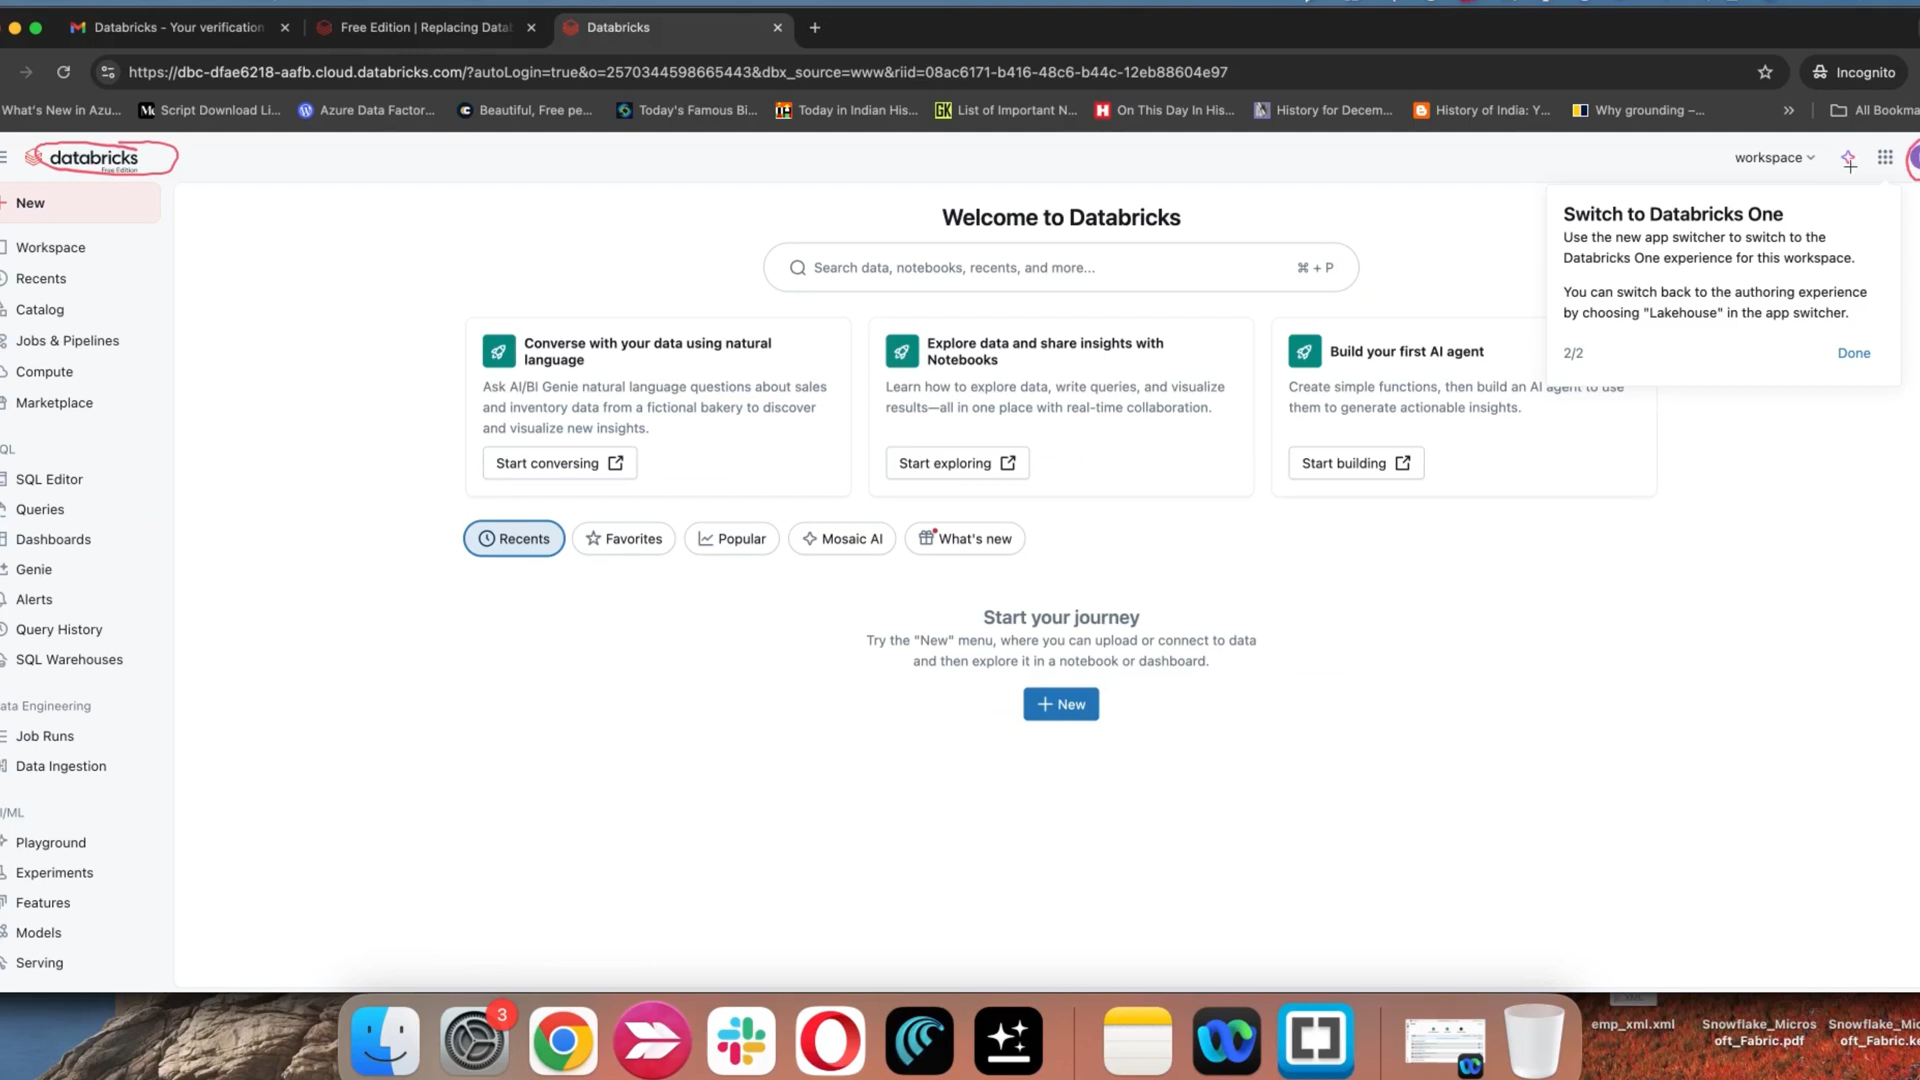 Databricks - Your verification
Free Edition | Replacing Datab
Databricks
https://dbc-dfae6218-aafb.cloud.databricks.com/?autoLogin=true&o=2570344598665443&dbx_source=www&riid=08ac6171-b416-48c6-b44c-12eb88604e97
Incognito
What's New in Azu...
Script Download Li...
Azure Data Factor...
Beautiful, Free pe...
Today's Famous Bi...
Today in Indian His...
List of Important N...
On This Day In His...
History for Decem...
History of India: Y...
Why grounding –...
»
All Bookma
databricks
Free Edition
workspace
New
Workspace
Recents
Catalog
Jobs & Pipelines
Compute
Marketplace
QL
SQL Editor
Queries
Dashboards
Genie
Alerts
Query History
SQL Warehouses
ata Engineering
Job Runs
Data Ingestion
I/ML
Playground
Experiments
Features
Models
Serving
Welcome to Databricks
Search data, notebooks, recents, and more...
⌘ + P
Switch to Databricks One
Use the new app switcher to switch to the
Databricks One experience for this workspace.
You can switch back to the authoring experience
by choosing "Lakehouse" in the app switcher.
2/2
Done
Converse with your data using natural
language
Ask AI/BI Genie natural language questions about sales
and inventory data from a fictional bakery to discover
and visualize new insights.
Start conversing
Explore data and share insights with
Notebooks
Learn how to explore data, write queries, and visualize
results—all in one place with real-time collaboration.
Start exploring
Build your first AI agent
Create simple functions, then build an AI agent to use
them to generate actionable insights.
Start building
Recents
Favorites
Popular
Mosaic AI
What's new
Start your journey
Try the "New" menu, where you can upload or connect to data
and then explore it in a notebook or dashboard.
New
3
emp_xml.xml
Snowflake_Micros
oft_Fabric.pdf
Snowflake_Micros
oft_Fabric.ke